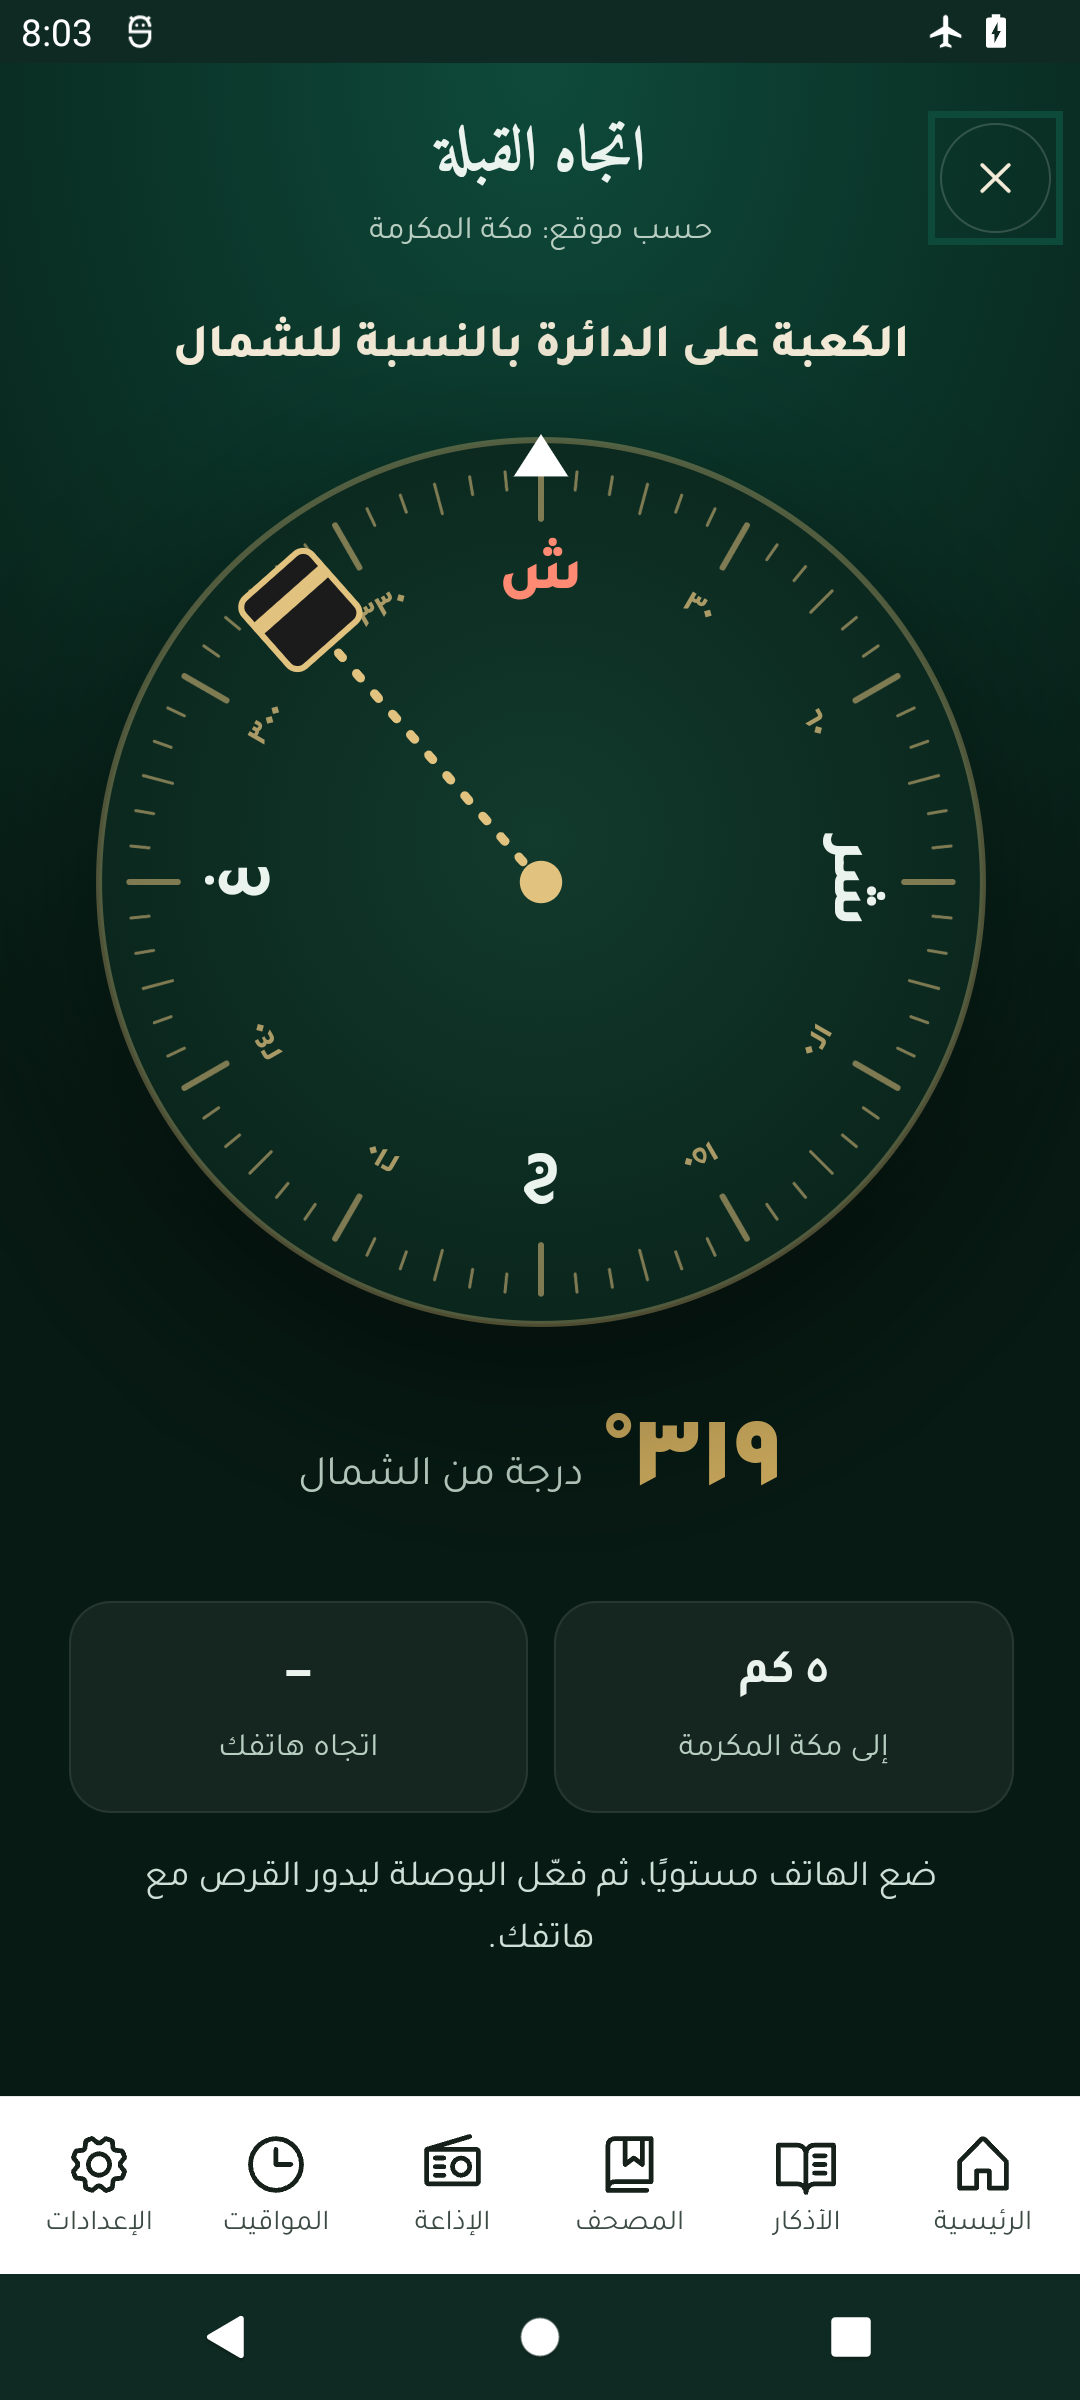 8:03
اتجاه القبلة
حسب موقع: مكة المكرمة
الكعبة على الدائرة بالنسبة للشمال
ش
٣٣٠
٣٠
٣٠٠
٦٠
غ
شر
٢٤٠
١٢٠
٢١٠
١٥٠
ج
٣١٩° درجة من الشمال
٥ كم
إلى مكة المكرمة
—
اتجاه هاتفك
ضع الهاتف مستويًا، ثم فعّل البوصلة ليدور القرص مع
هاتفك.
الرئيسية
الأذكار
المصحف
الإذاعة
المواقيت
الإعدادات